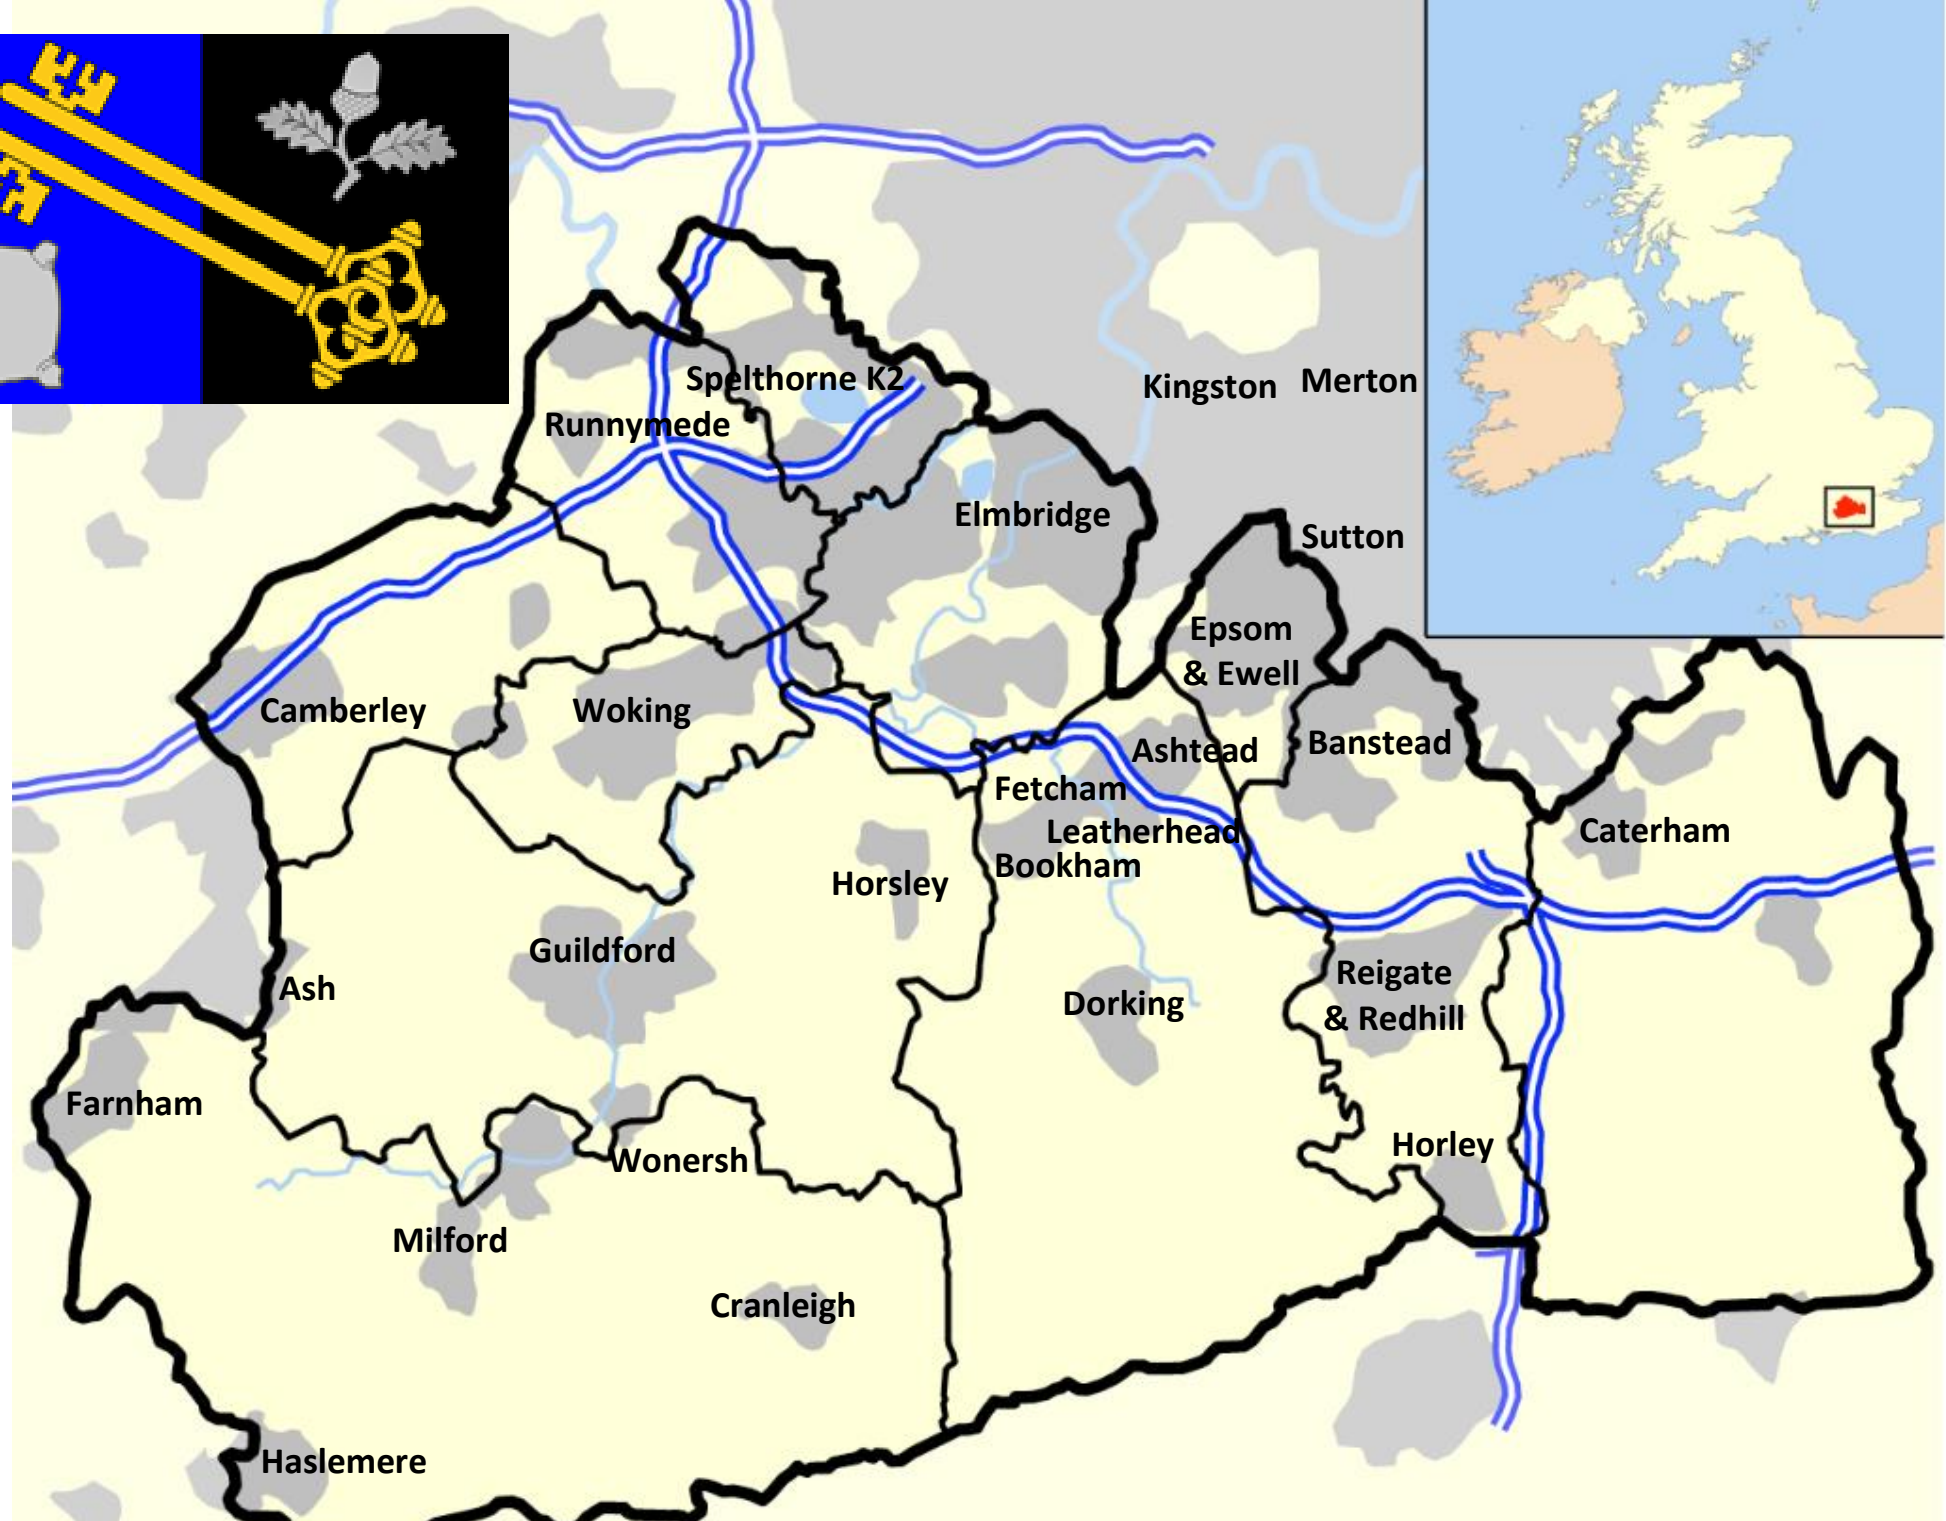 Spelthorne K2
Kingston
Merton
Runnymede
Elmbridge
Sutton
Epsom
& Ewell
Camberley
Woking
Ashtead
Banstead
Fetcham
Leatherhead
Caterham
Bookham
Horsley
Guildford
Ash
Dorking
Reigate
& Redhill
Farnham
Horley
Wonersh
Milford
Cranleigh
Haslemere